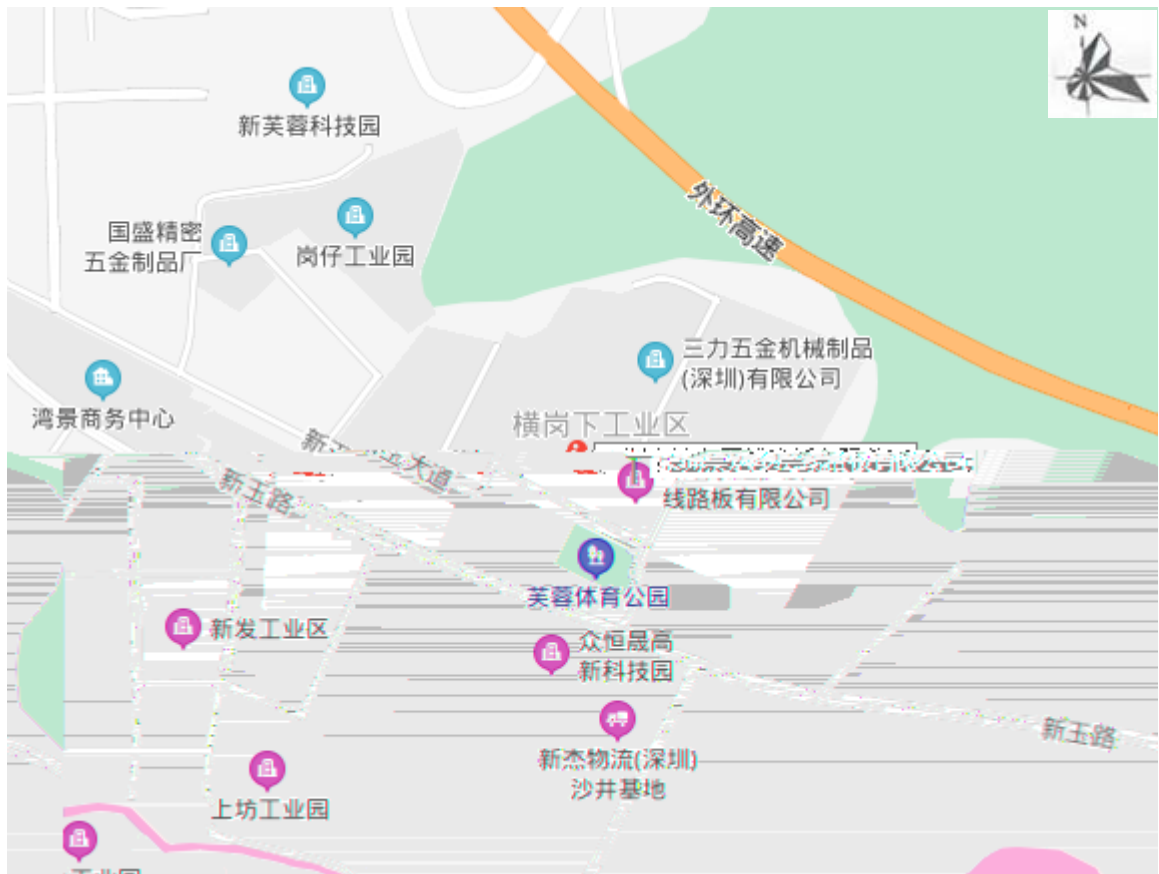 N
新芙蓉科技园
外环高速
国盛精密
五金制品厂
岗仔工业园
三力五金机械制品
(深圳)有限公司
湾景商务中心
横岗下工业区
大道
新玉路
线路板有限公司
芙蓉体育公园
新发工业区
众恒晟高
新科技园
新玉路
新杰物流(深圳)
沙井基地
上坊工业园